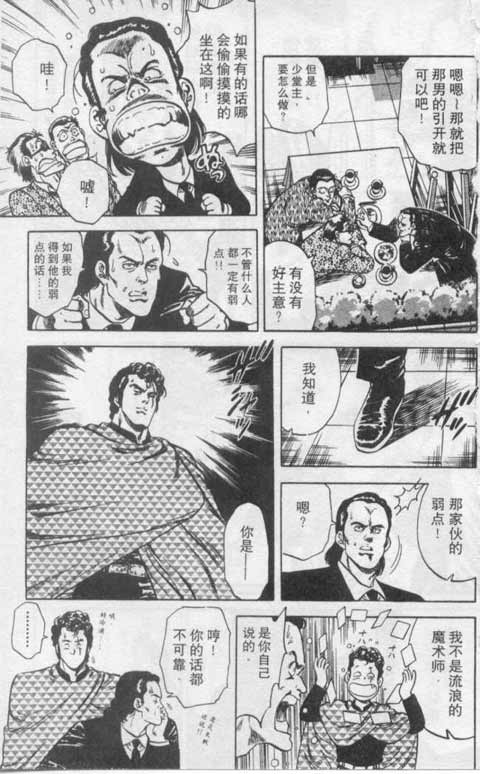 嗯嗯～那就把
那男的引开就
可以吧！
但是，
少堂主，
要怎么做？
有没有
好主意？
如果有的话哪
会偷偷摸摸的
坐在这啊！
哇！
嘘！
不管什么人
都一定有弱
点!!
如果我
得到他的弱
点的话……
我知道．
那家伙的
弱点！
嗯？
你是——
我不是流浪的
魔术师．
是你自己
说的．
哼！
你的话都
不可靠．
…………